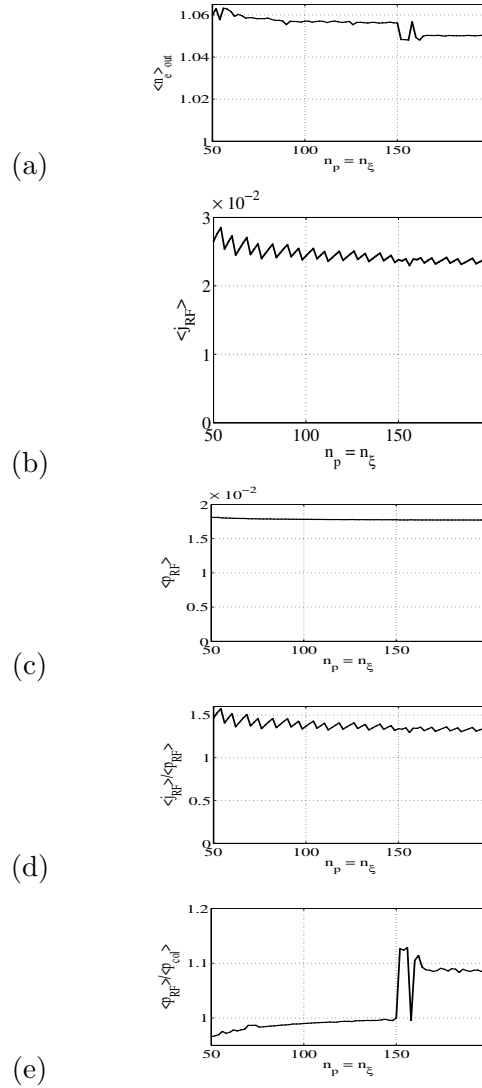 (a)
<n_e>_out
1.06
1.04
1.02
1
50
100
150
n_p = n_ξ
(b)
<j_RF>
× 10^−2
3
2
1
0
50
100
150
n_p = n_ξ
(c)
<p_RF>
× 10^−2
2
1.5
1
0.5
0
50
100
150
n_p = n_ξ
(d)
<j_RF>/<p_RF>
1.5
1
0.5
0
50
100
150
n_p = n_ξ
(e)
<p_RF>/<p_col>
1.2
1.1
1
50
100
150
n_p = n_ξ